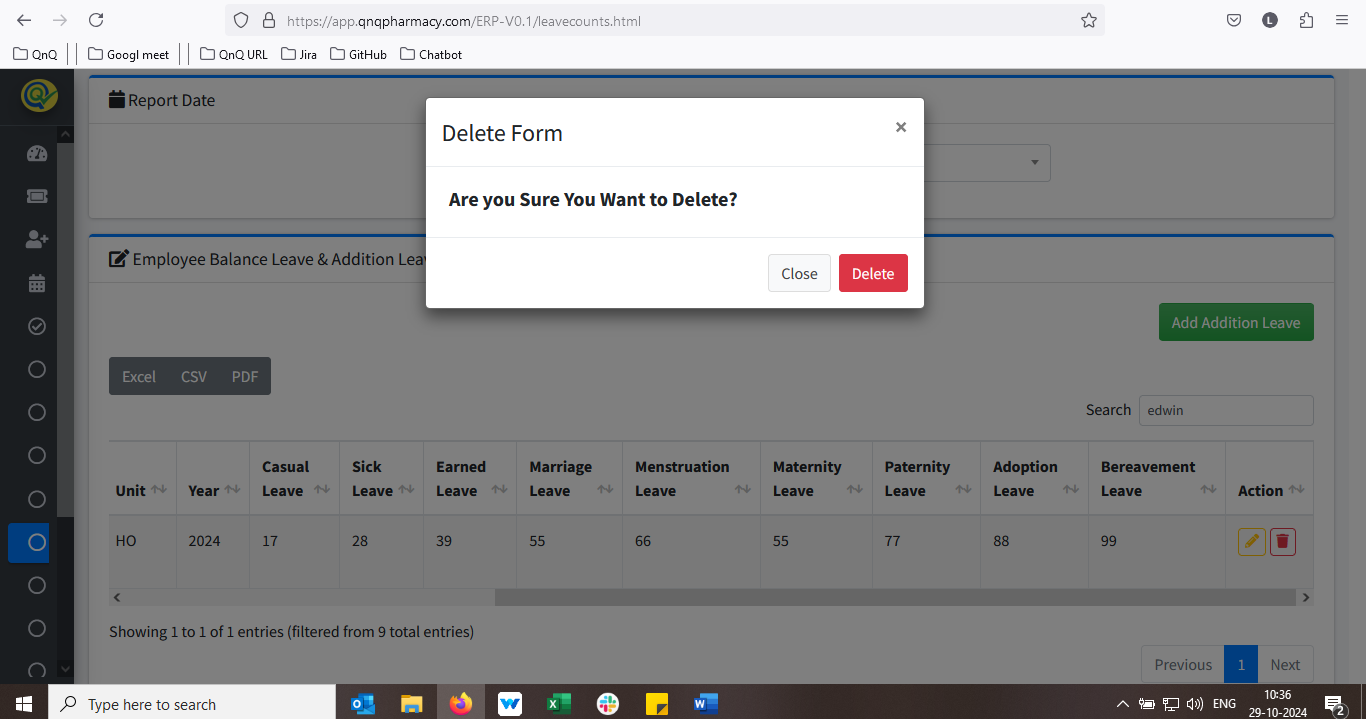 https://app.qnqpharmacy.com/ERP-V0.1/leavecounts.html
L
QnQ Googl meet QnQ URL Jira GitHub Chatbot
Report Date
Delete Form
×
Are you Sure You Want to Delete?
Close Delete
Employee Balance Leave & Addition Leav
Add Addition Leave
Excel CSV PDF
Search edwin
Unit Year Casual Leave Sick Leave Earned Leave Marriage Leave Menstruation Leave Maternity Leave Paternity Leave Adoption Leave Bereavement Leave Action
HO 2024 17 28 39 55 66 55 77 88 99
Showing 1 to 1 of 1 entries (filtered from 9 total entries)
Previous 1 Next
Type here to search
ENG
10:36
29-10-2024
2